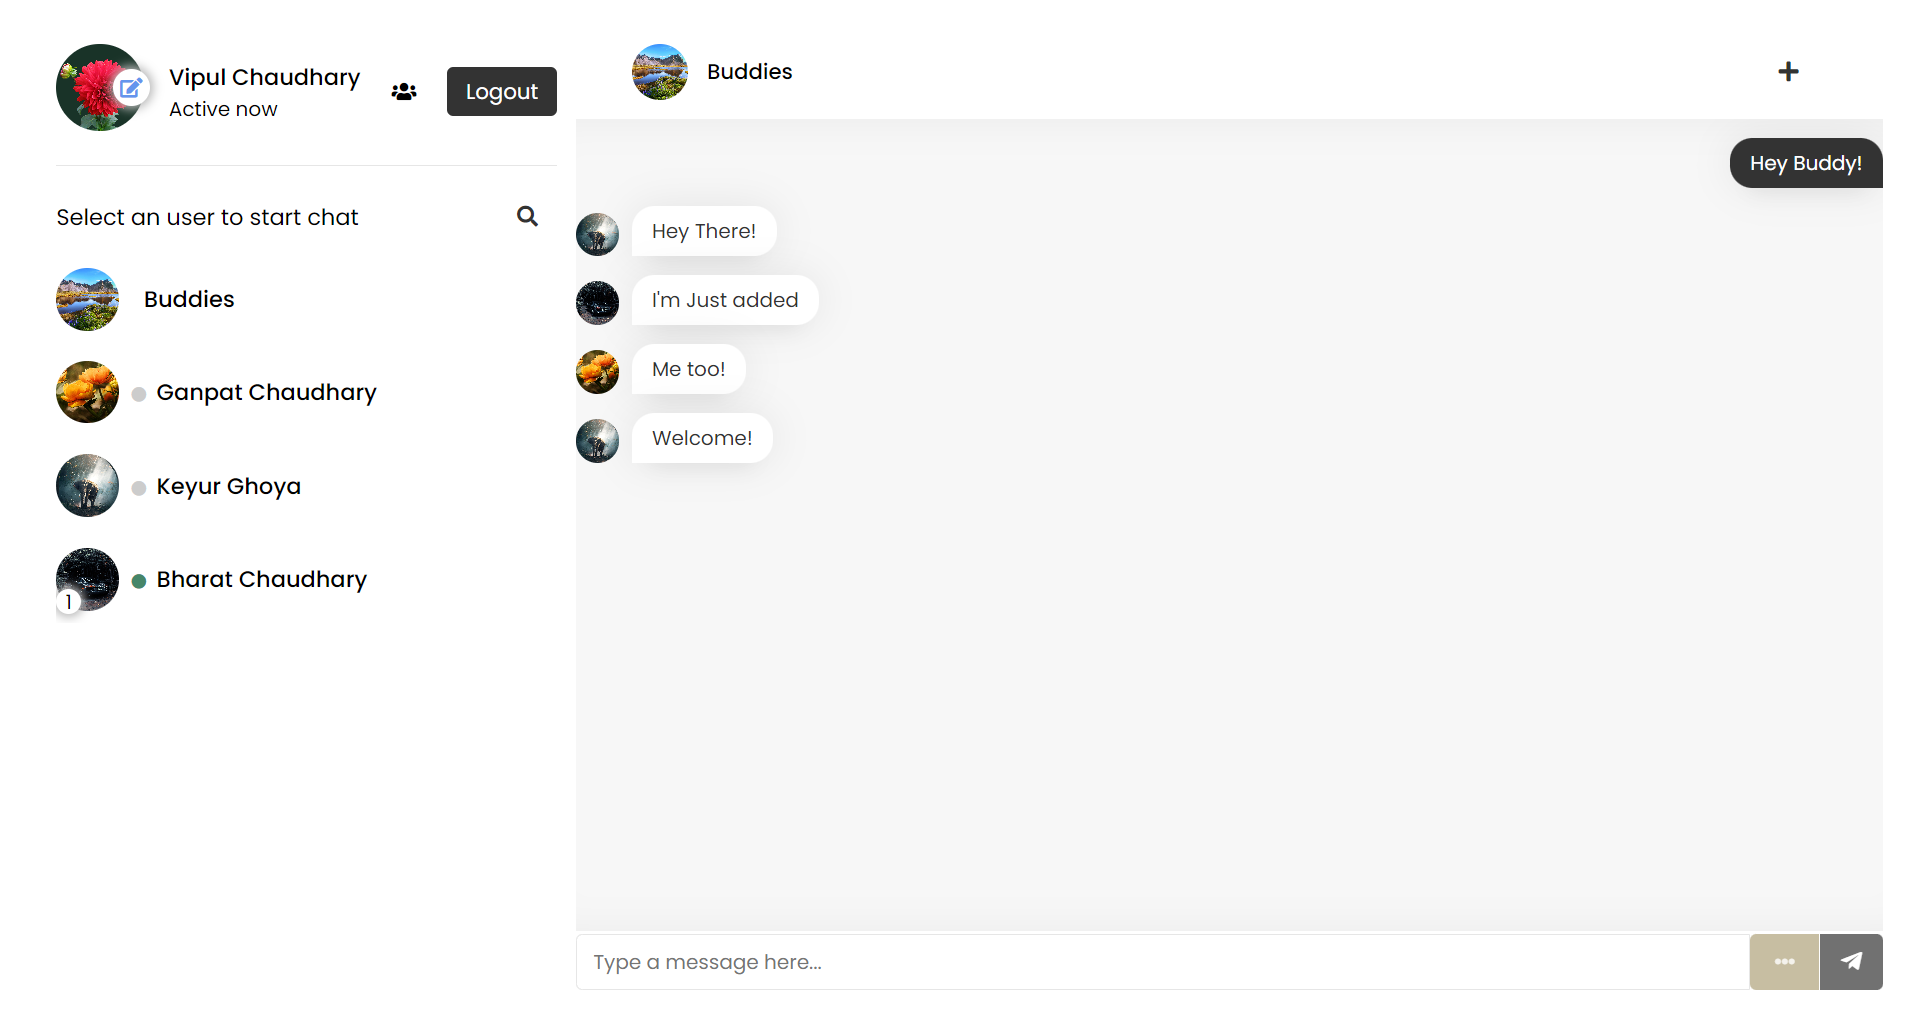 Vipul Chaudhary
Active now
Logout
Select an user to start chat
Buddies
Ganpat Chaudhary
Keyur Ghoya
Bharat Chaudhary
1
Buddies
Hey Buddy!
Hey There!
I'm Just added
Me too!
Welcome!
Type a message here...